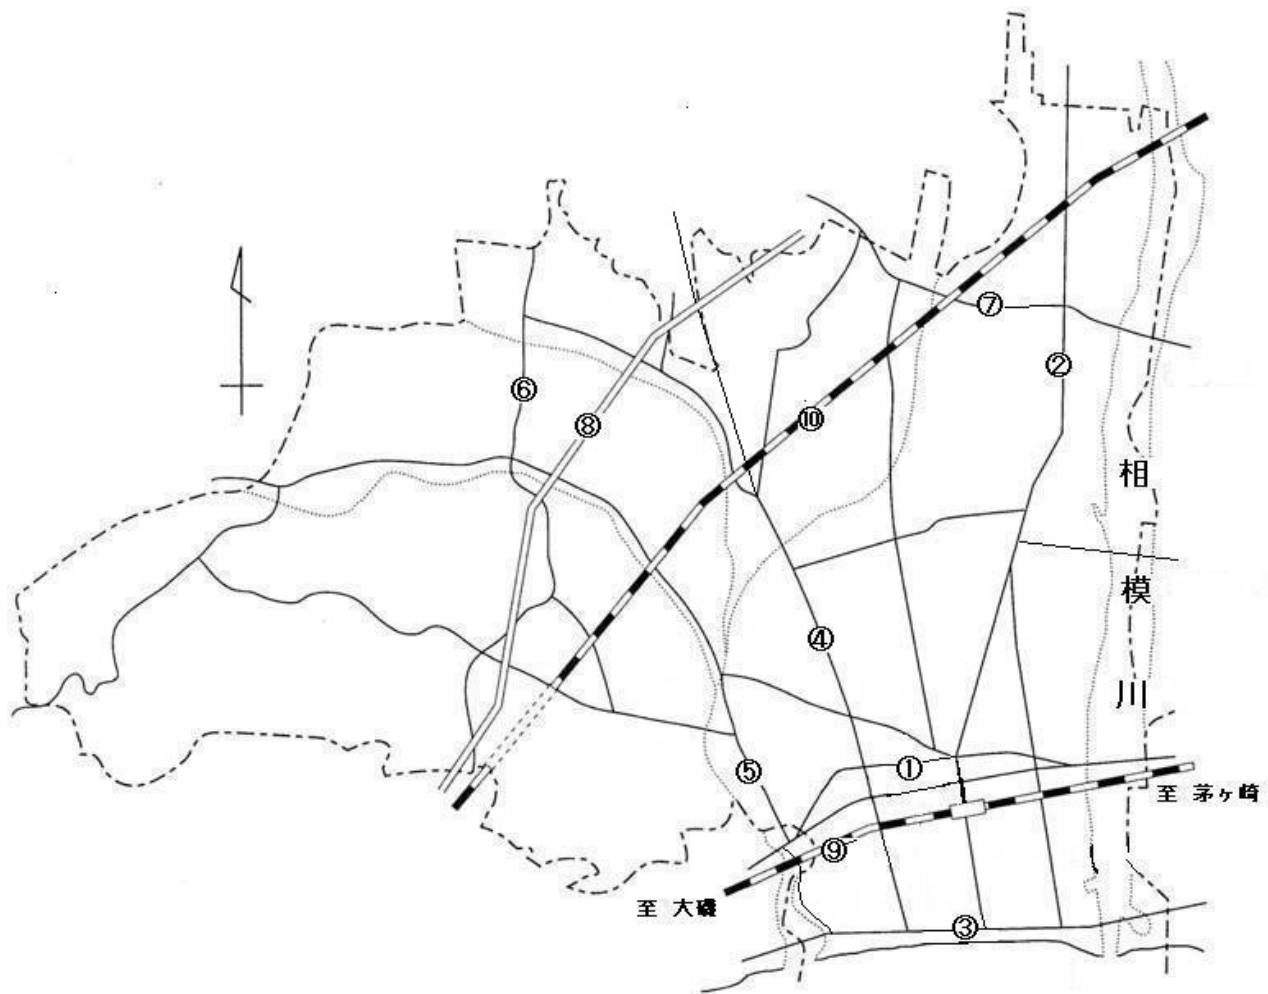 ⑦
②
⑥
⑩
⑧
相
模
川
④
①
⑤
至 茅ヶ崎
⑨
至 大磯
③